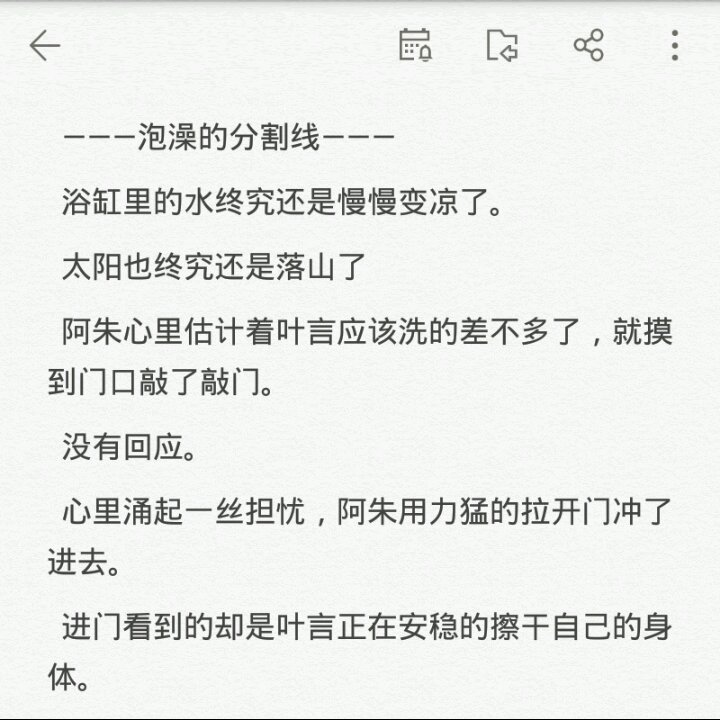 ———泡澡的分割线———
浴缸里的水终究还是慢慢变凉了。
太阳也终究还是落山了
阿朱心里估计着叶言应该洗的差不多了，就摸
到门口敲了敲门。
没有回应。
心里涌起一丝担忧，阿朱用力猛的拉开门冲了
进去。
进门看到的却是叶言正在安稳的擦干自己的身
体。